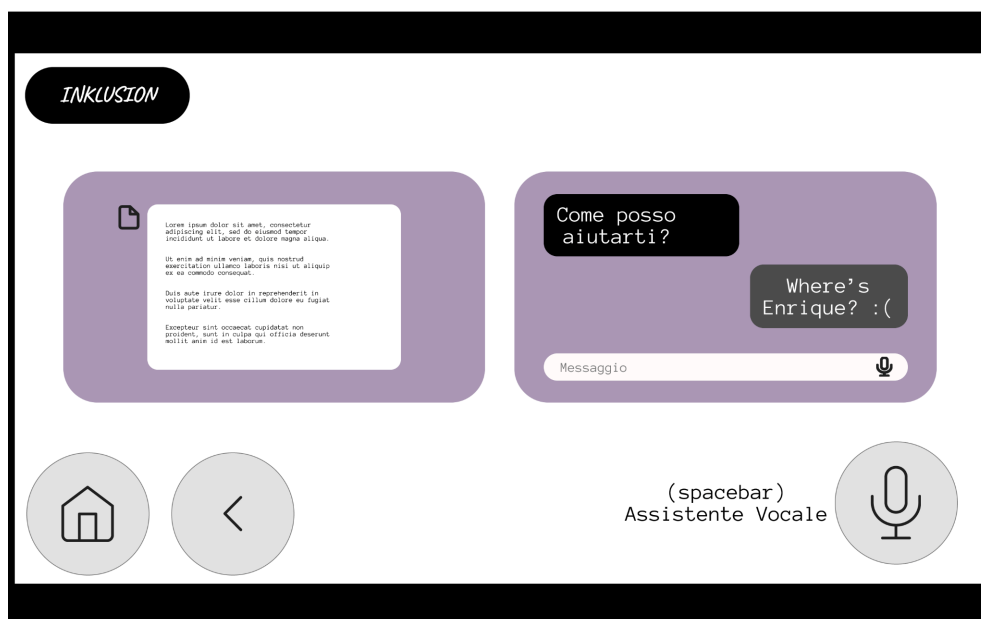 INKLUSION
Lorem ipsum dolor sit amet, consectetur
adipiscing elit, sed do eiusmod tempor
incididunt ut labore et dolore magna aliqua.
Ut enim ad minim veniam, quis nostrud
exercitation ullamco laboris nisi ut aliquip
ex ea commodo consequat.
Duis aute irure dolor in reprehenderit in
voluptate velit esse cillum dolore eu fugiat
nulla pariatur.
Excepteur sint occaecat cupidatat non
proident, sunt in culpa qui officia deserunt
mollit anim id est laborum.
Come posso
aiutarti?
Where's
Enrique? :(
Messaggio
(spacebar)
Assistente Vocale